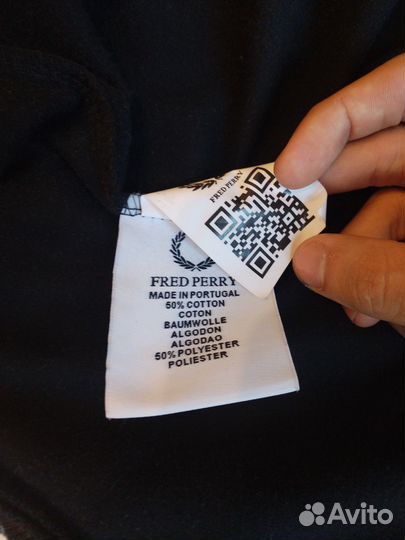 FRED PERRY
FRED PERRY
MADE IN PORTUGAL
50% COTTON
COTON
BAUMWOLLE
ALGODON
ALGODAO
50% POLYESTER
POLIESTER
Avito